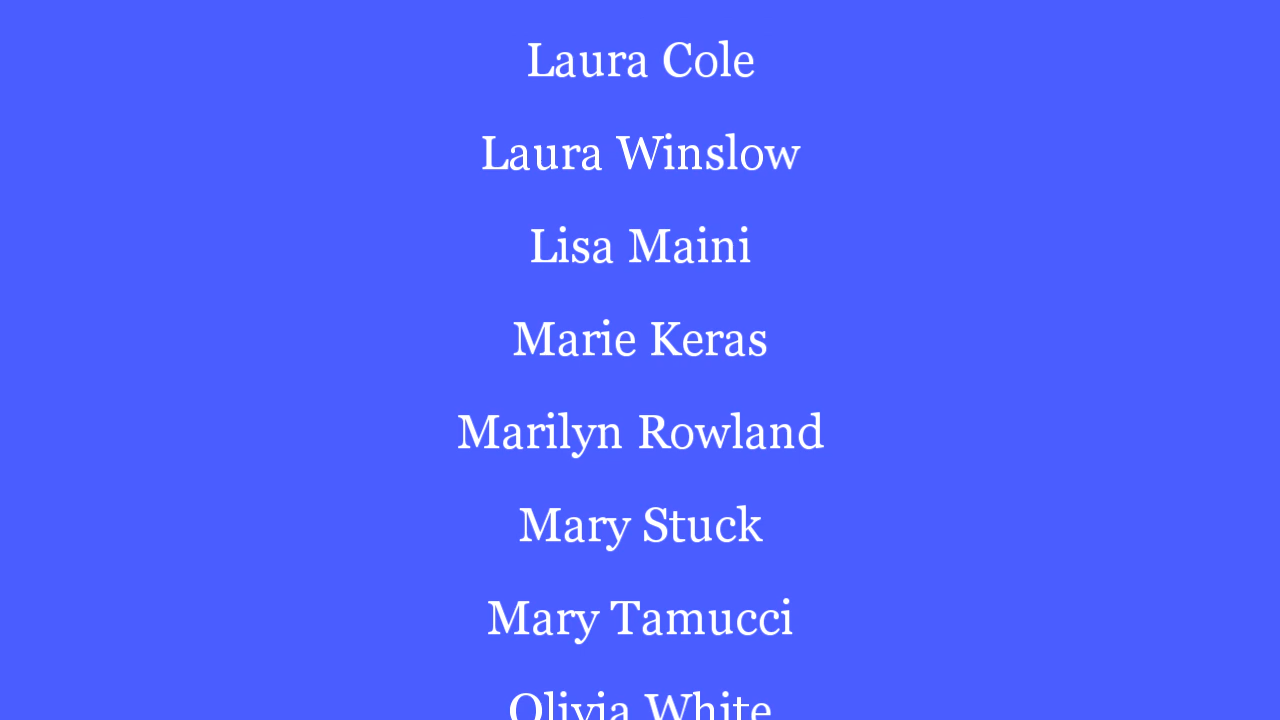 Laura Cole
Laura Winslow
Lisa Maini
Marie Keras
Marilyn Rowland
Mary Stuck
Mary Tamucci
Olivia White